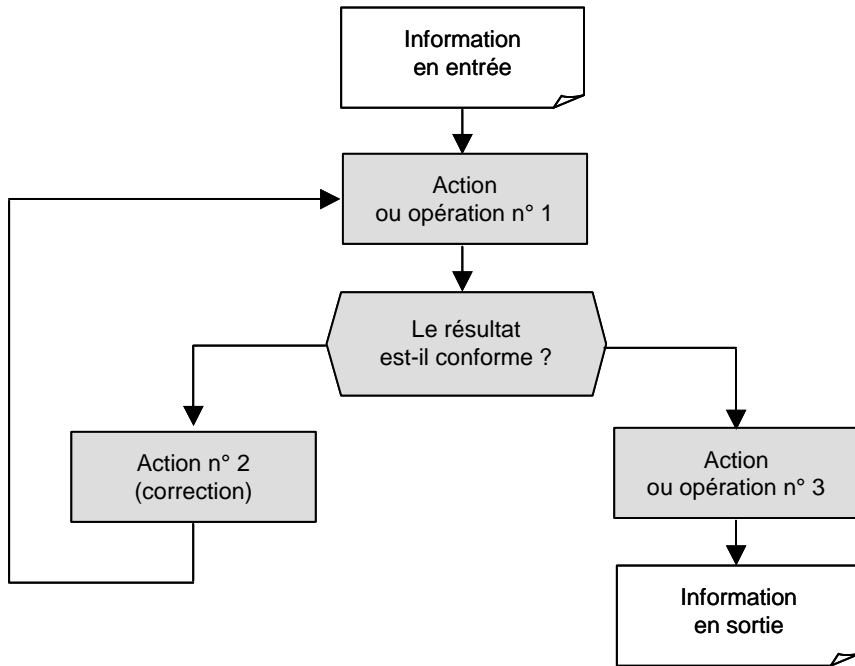 Information
en entrée
Action
ou opération n° 1
Le résultat
est-il conforme ?
Action n° 2
(correction)
Action
ou opération n° 3
Information
en sortie